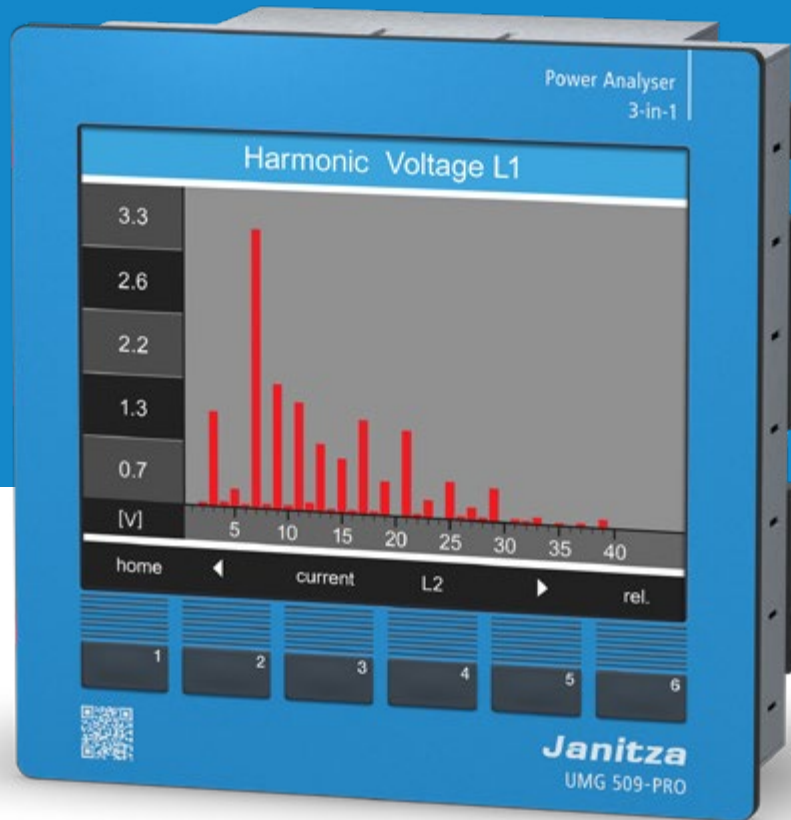 Power Analyser
3-in-1
Harmonic Voltage L1
3.3
2.6
2.2
1.3
0.7
[V]
5 10 15 20 25 30 35 40
home current L2 rel.
1 2 3 4 5 6
Janitza
UMG 509-PRO